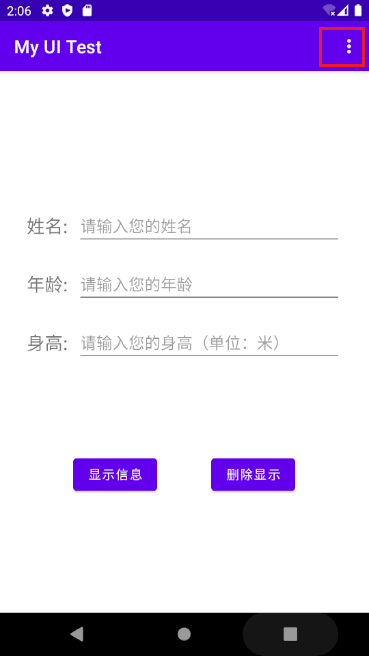 2:06
My UI Test
姓名: 请输入您的姓名
年龄: 请输入您的年龄
身高: 请输入您的身高（单位：米）
显示信息 删除显示